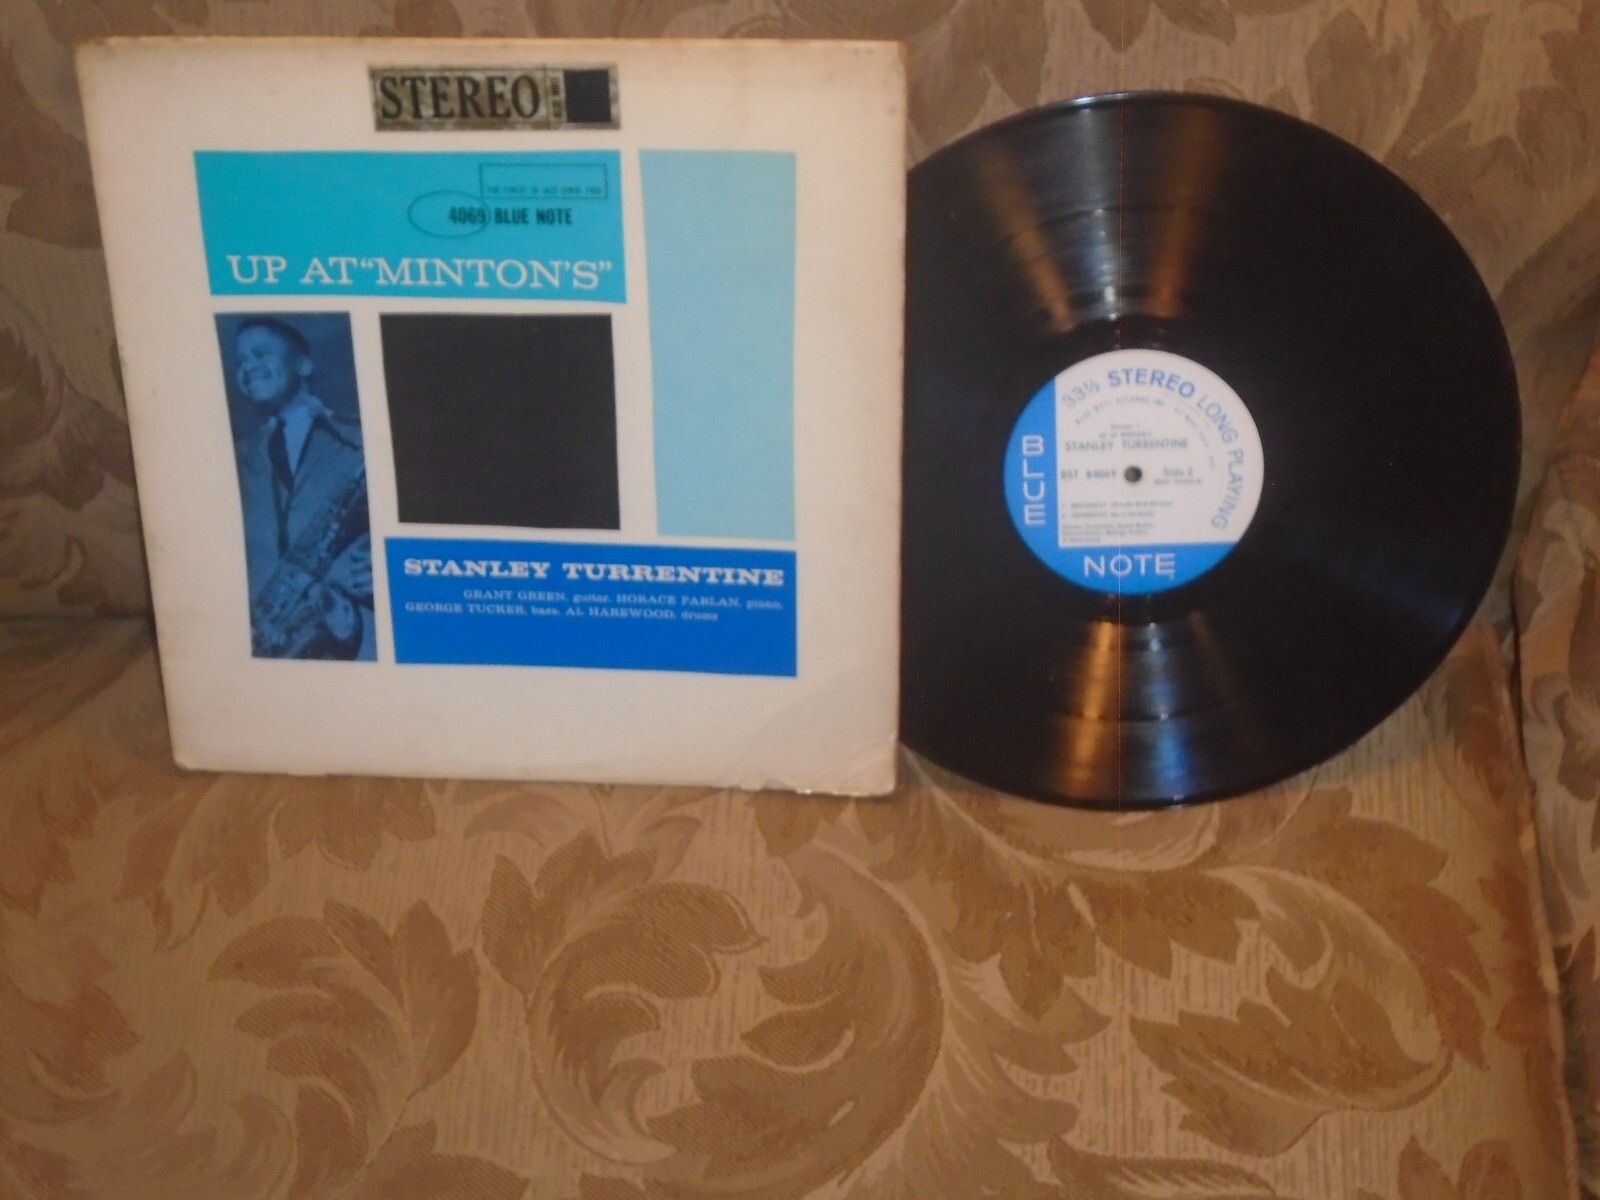 STEREO
THE FINEST IN JAZZ SINCE 1939
4069 BLUE NOTE
UP AT "MINTON'S"
STANLEY TURRENTINE
GRANT GREEN, guitar. HORACE PARLAN, piano.
GEORGE TUCKER, bass. AL HAREWOOD, drums
33⅓ STEREO LONG PLAYING
STANLEY TURRENTINE
BST 84069
Side 2
BLUE
NOTE